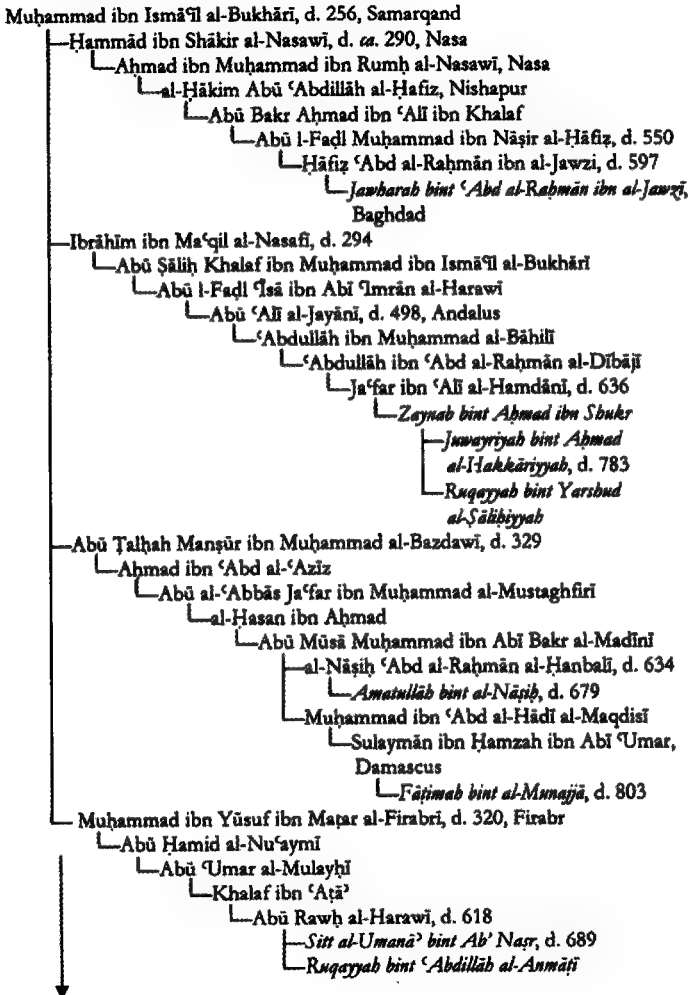 Muḥammad ibn Ismāʿīl al-Bukhārī, d. 256, Samarqand
Ḥammād ibn Shākir al-Nasawī, d. ca. 290, Nasa
Aḥmad ibn Muḥammad ibn Rumḥ al-Nasawī, Nasa
al-Ḥākim Abū ʿAbdillāh al-Ḥafiz, Nishapur
Abū Bakr Aḥmad ibn ʿAlī ibn Khalaf
Abū l-Faḍl Muḥammad ibn Nāṣir al-Ḥāfiẓ, d. 550
Ḥāfiẓ ʿAbd al-Raḥmān ibn al-Jawzi, d. 597
Jawharah bint ʿAbd al-Raḥmān ibn al-Jawzī,
Baghdad
Ibrāhīm ibn Maʿqil al-Nasafī, d. 294
Abū Ṣāliḥ Khalaf ibn Muḥammad ibn Ismāʿīl al-Bukhārī
Abū l-Faḍl ʿĪsā ibn Abī ʿImrān al-Harawī
Abū ʿAlī al-Jayānī, d. 498, Andalus
ʿAbdullāh ibn Muḥammad al-Bāhilī
ʿAbdullāh ibn ʿAbd al-Raḥmān al-Dībājī
Jaʿfar ibn ʿAlī al-Hamdānī, d. 636
Zaynab bint Aḥmad ibn Shukr
Juwayriyah bint Aḥmad
al-Hakkāriyyah, d. 783
Ruqayyah bint Yarshud
al-Ṣāliḥiyyah
Abū Ṭalḥah Manṣūr ibn Muḥammad al-Bazdawī, d. 329
Aḥmad ibn ʿAbd al-ʿAzīz
Abū al-ʿAbbās Jaʿfar ibn Muḥammad al-Mustaghfirī
al-Ḥasan ibn Aḥmad
Abū Mūsā Muḥammad ibn Abī Bakr al-Madīnī
al-Nāṣiḥ ʿAbd al-Raḥmān al-Ḥanbalī, d. 634
Amatullāh bint al-Nāṣiḥ, d. 679
Muḥammad ibn ʿAbd al-Hādī al-Maqdisī
Sulaymān ibn Ḥamzah ibn Abī ʿUmar,
Damascus
Fāṭimah bint al-Munajjā, d. 803
Muḥammad ibn Yūsuf ibn Maṭar al-Firabrī, d. 320, Firabr
Abū Ḥamid al-Nuʿaymī
Abū ʿUmar al-Mulayḥī
Khalaf ibn ʿAṭāʾ
Abū Rawḥ al-Harawī, d. 618
Sitt al-Umanāʾ bint Ab' Naṣr, d. 689
Ruqayyah bint ʿAbdillāh al-Anmāṭī